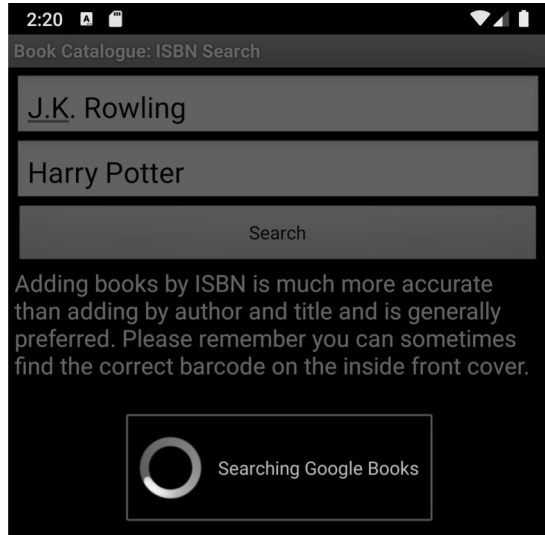 2:20
Book Catalogue: ISBN Search
J.K. Rowling
Harry Potter
Search
Adding books by ISBN is much more accurate
than adding by author and title and is generally
preferred. Please remember you can sometimes
find the correct barcode on the inside front cover.
Searching Google Books